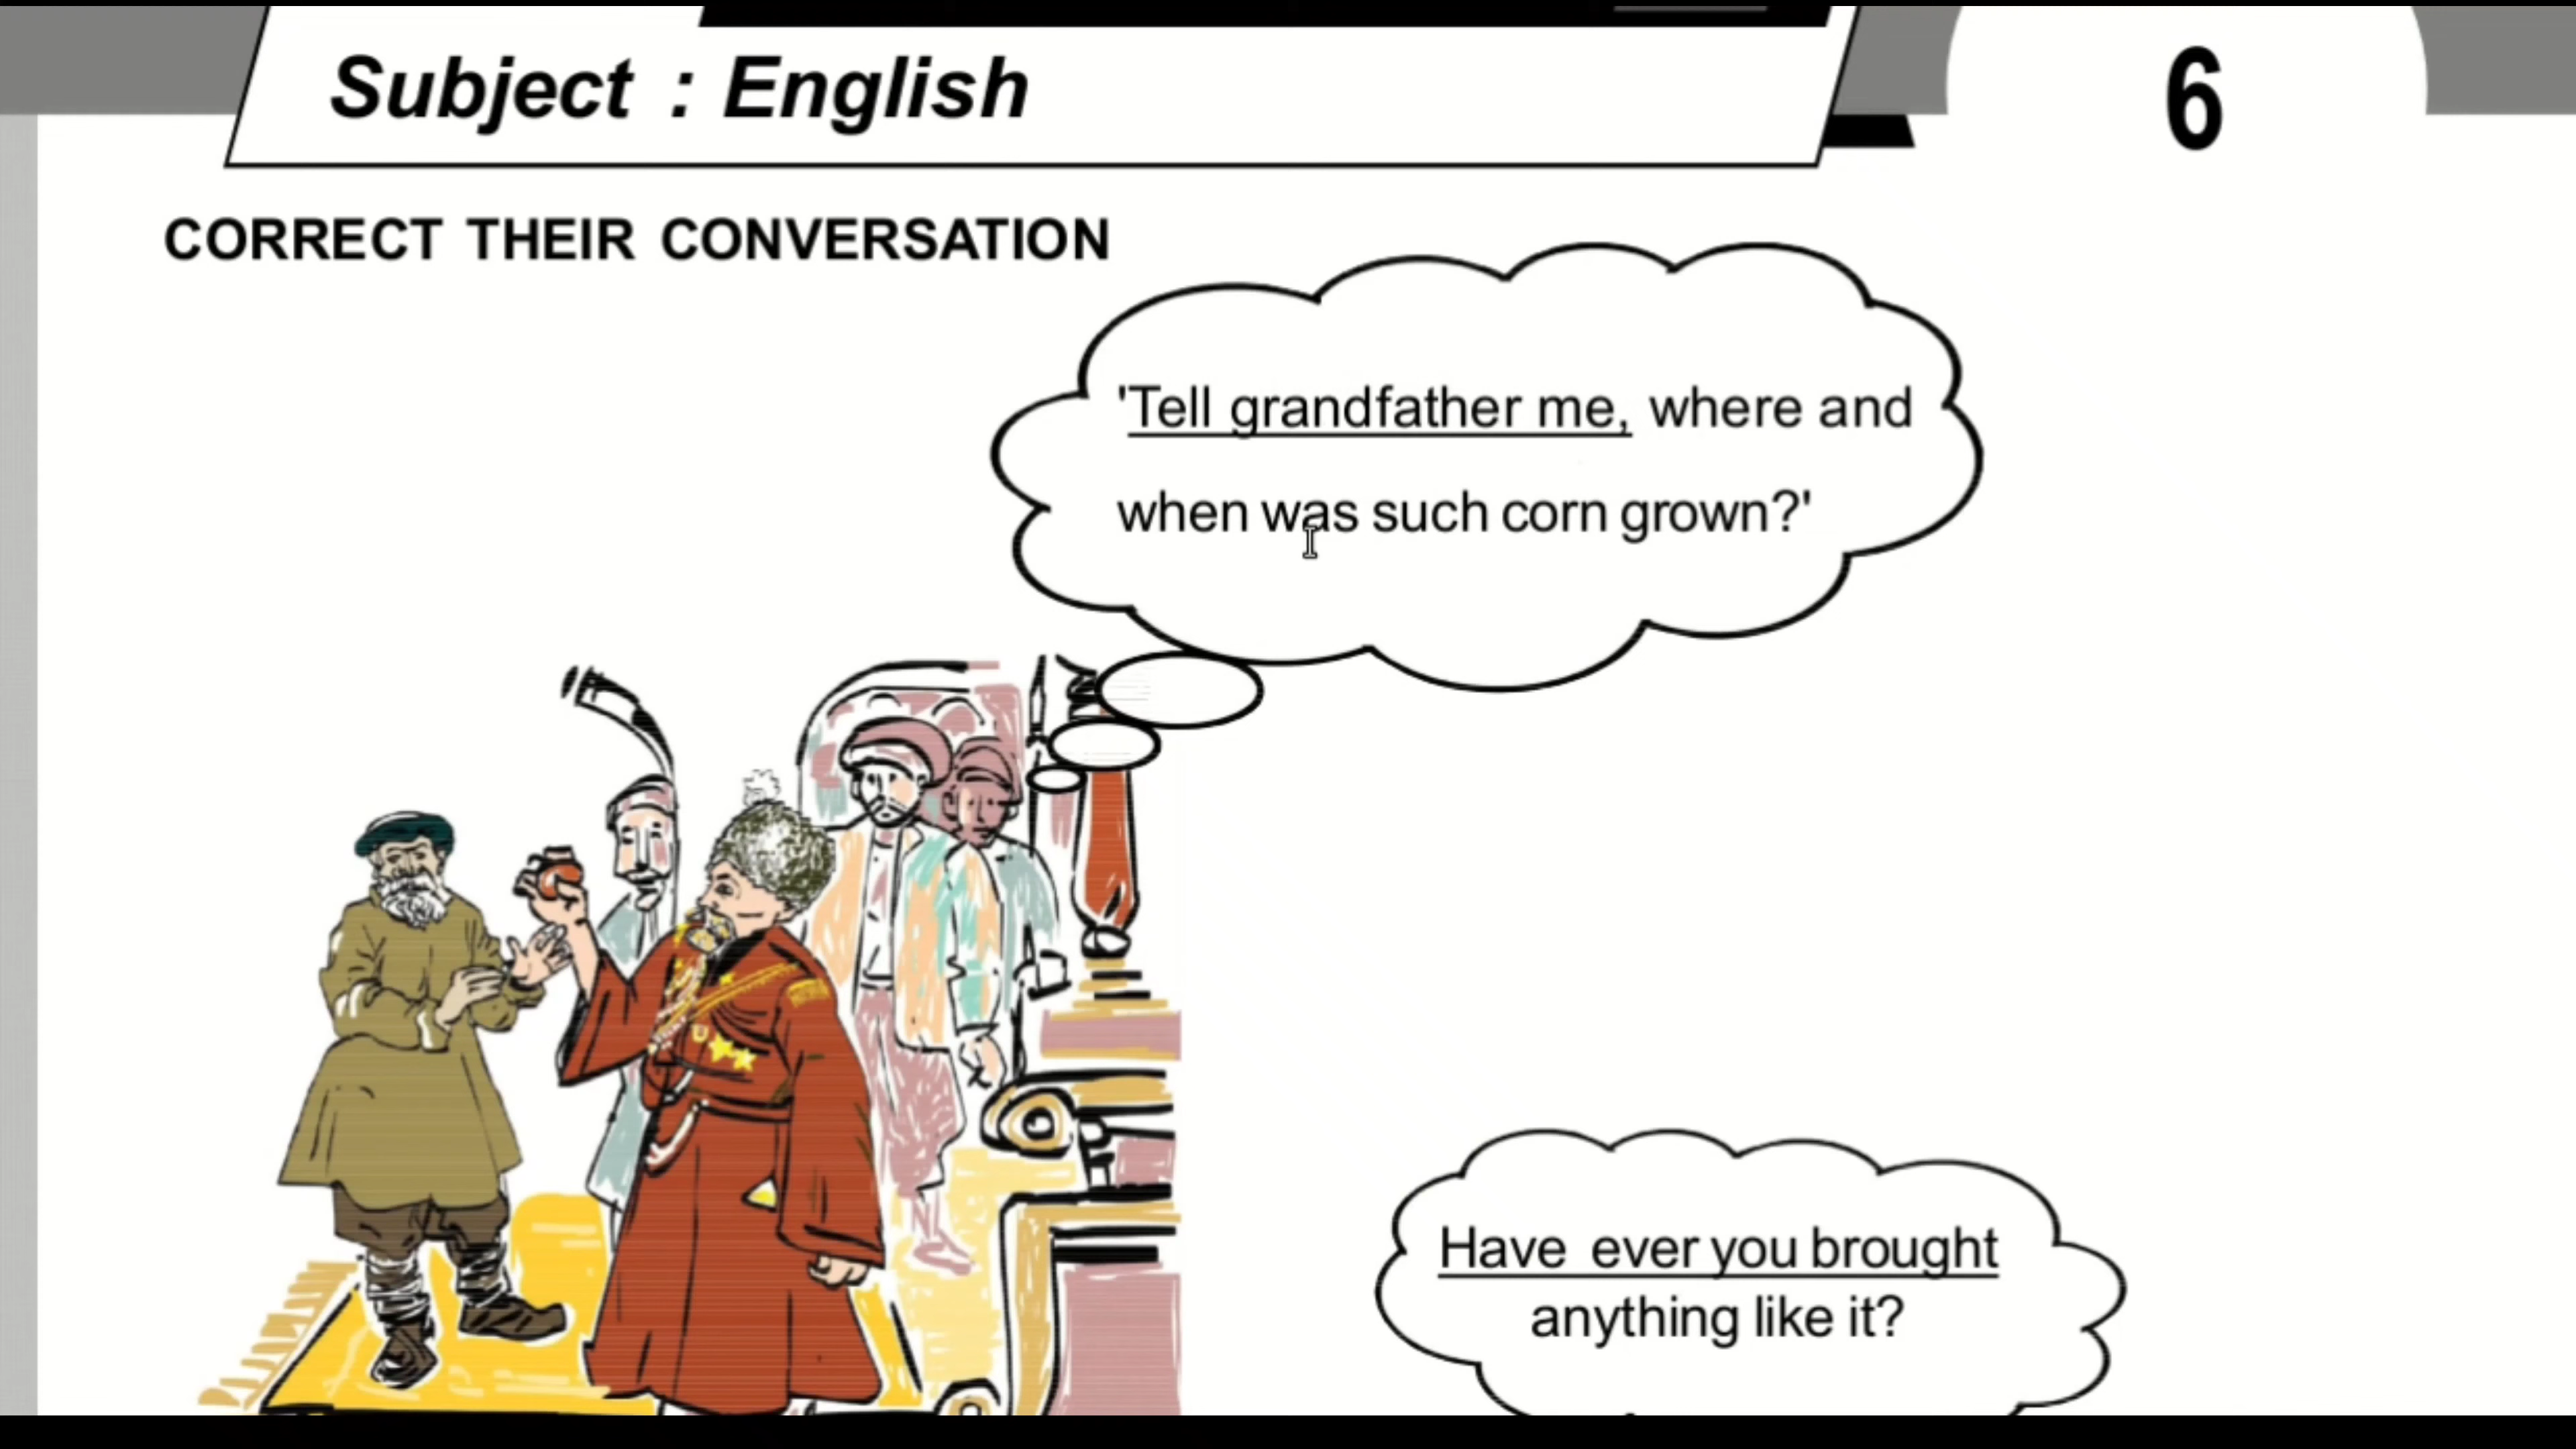 Subject : English
6
CORRECT THEIR CONVERSATION
'Tell grandfather me, where and
when was such corn grown?'
Have ever you brought
anything like it?